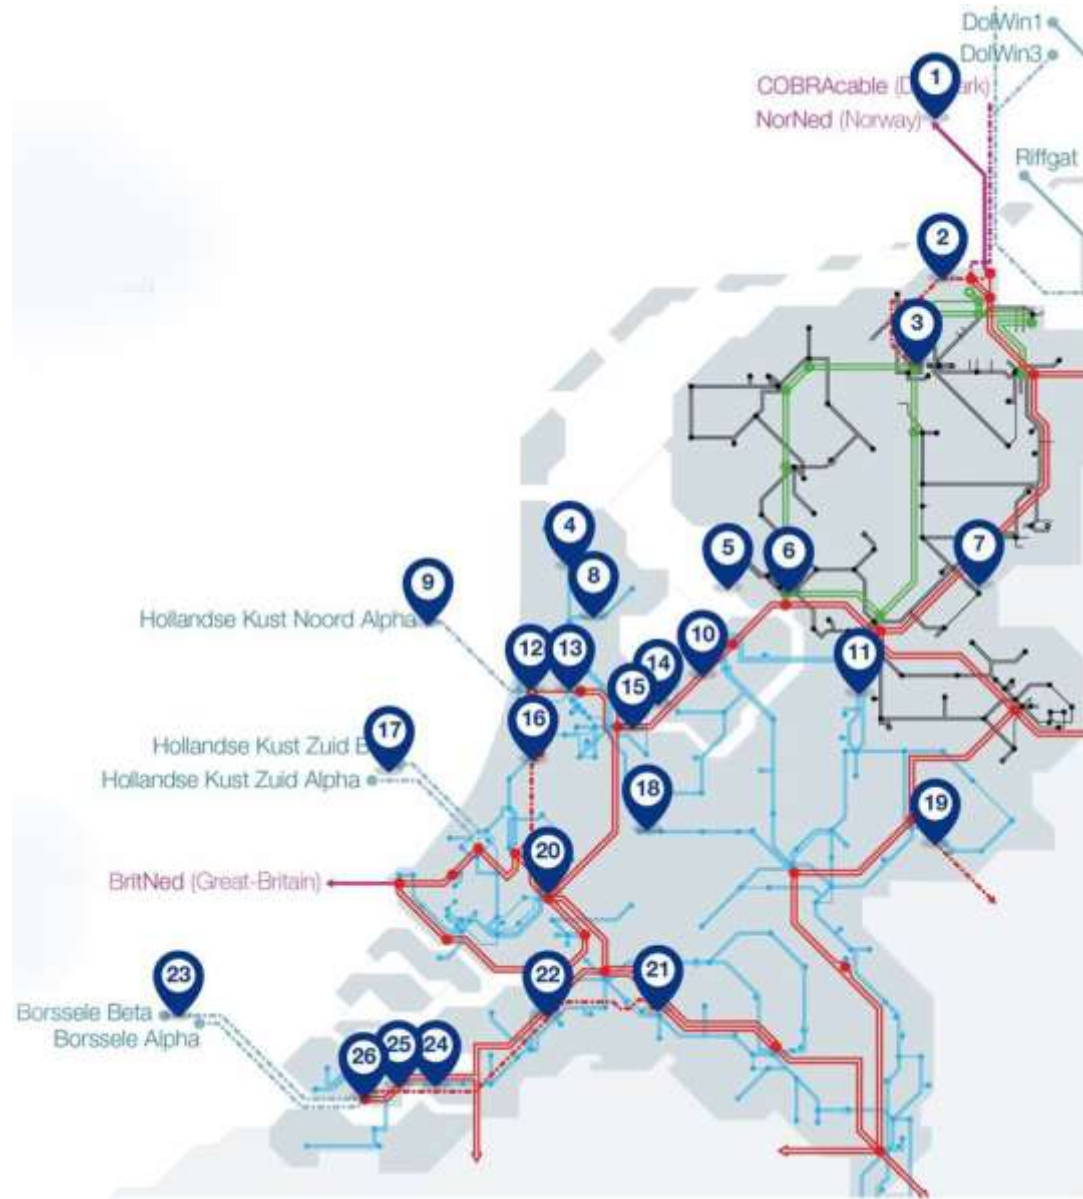 DolWin1
DolWin3
1
COBRAcable
NorNed (Norway)
Riffgat
2
3
4
5
6
7
8
9
Hollandse Kust Noord Alpha
10
11
12
13
14
15
16
17
Hollandse Kust Zuid
Hollandse Kust Zuid Alpha
18
19
20
BritNed (Great-Britain)
21
22
23
Borssele Beta
Borssele Alpha
24
25
26